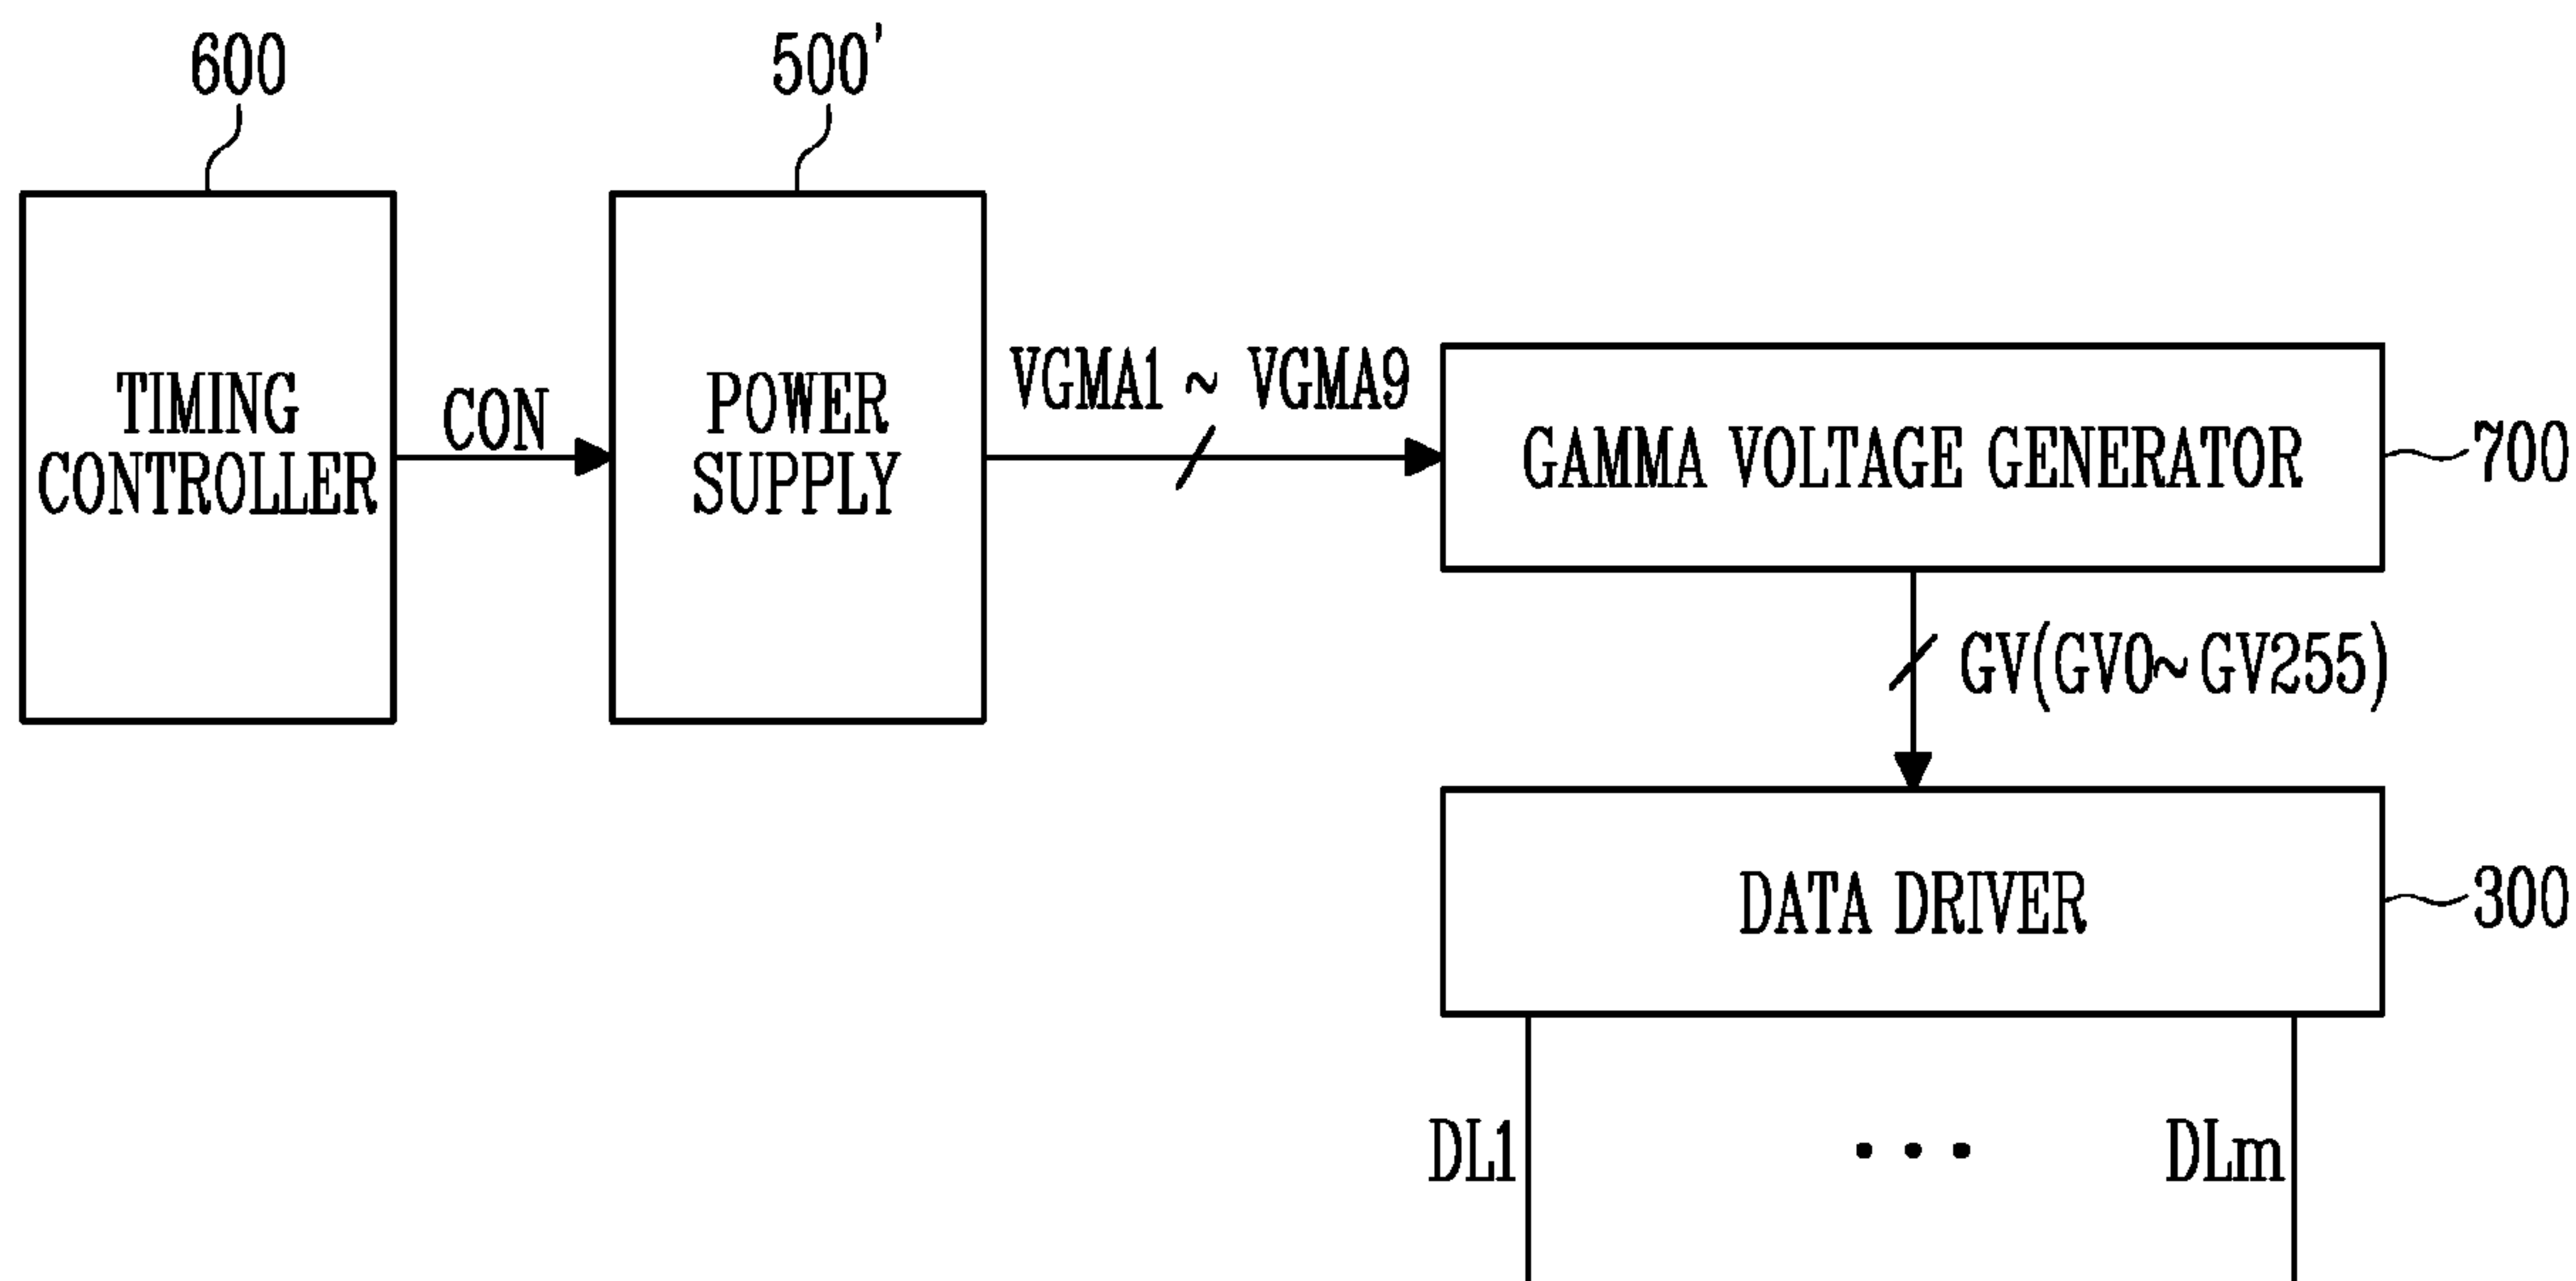 600
500'
TIMING
CONTROLLER
CON
POWER
SUPPLY
VGMA1 ~ VGMA9
GAMMA VOLTAGE GENERATOR
700
GV(GV0~GV255)
DATA DRIVER
300
DL1
• • •
DLm